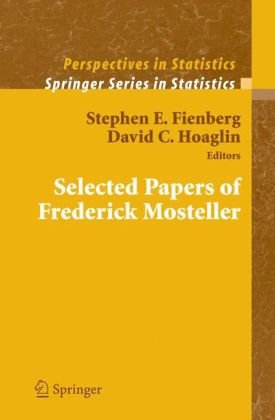 Perspectives in Statistics
Springer Series in Statistics
Stephen E. Fienberg
David C. Hoaglin
Editors
Selected Papers of
Frederick Mosteller
Springer